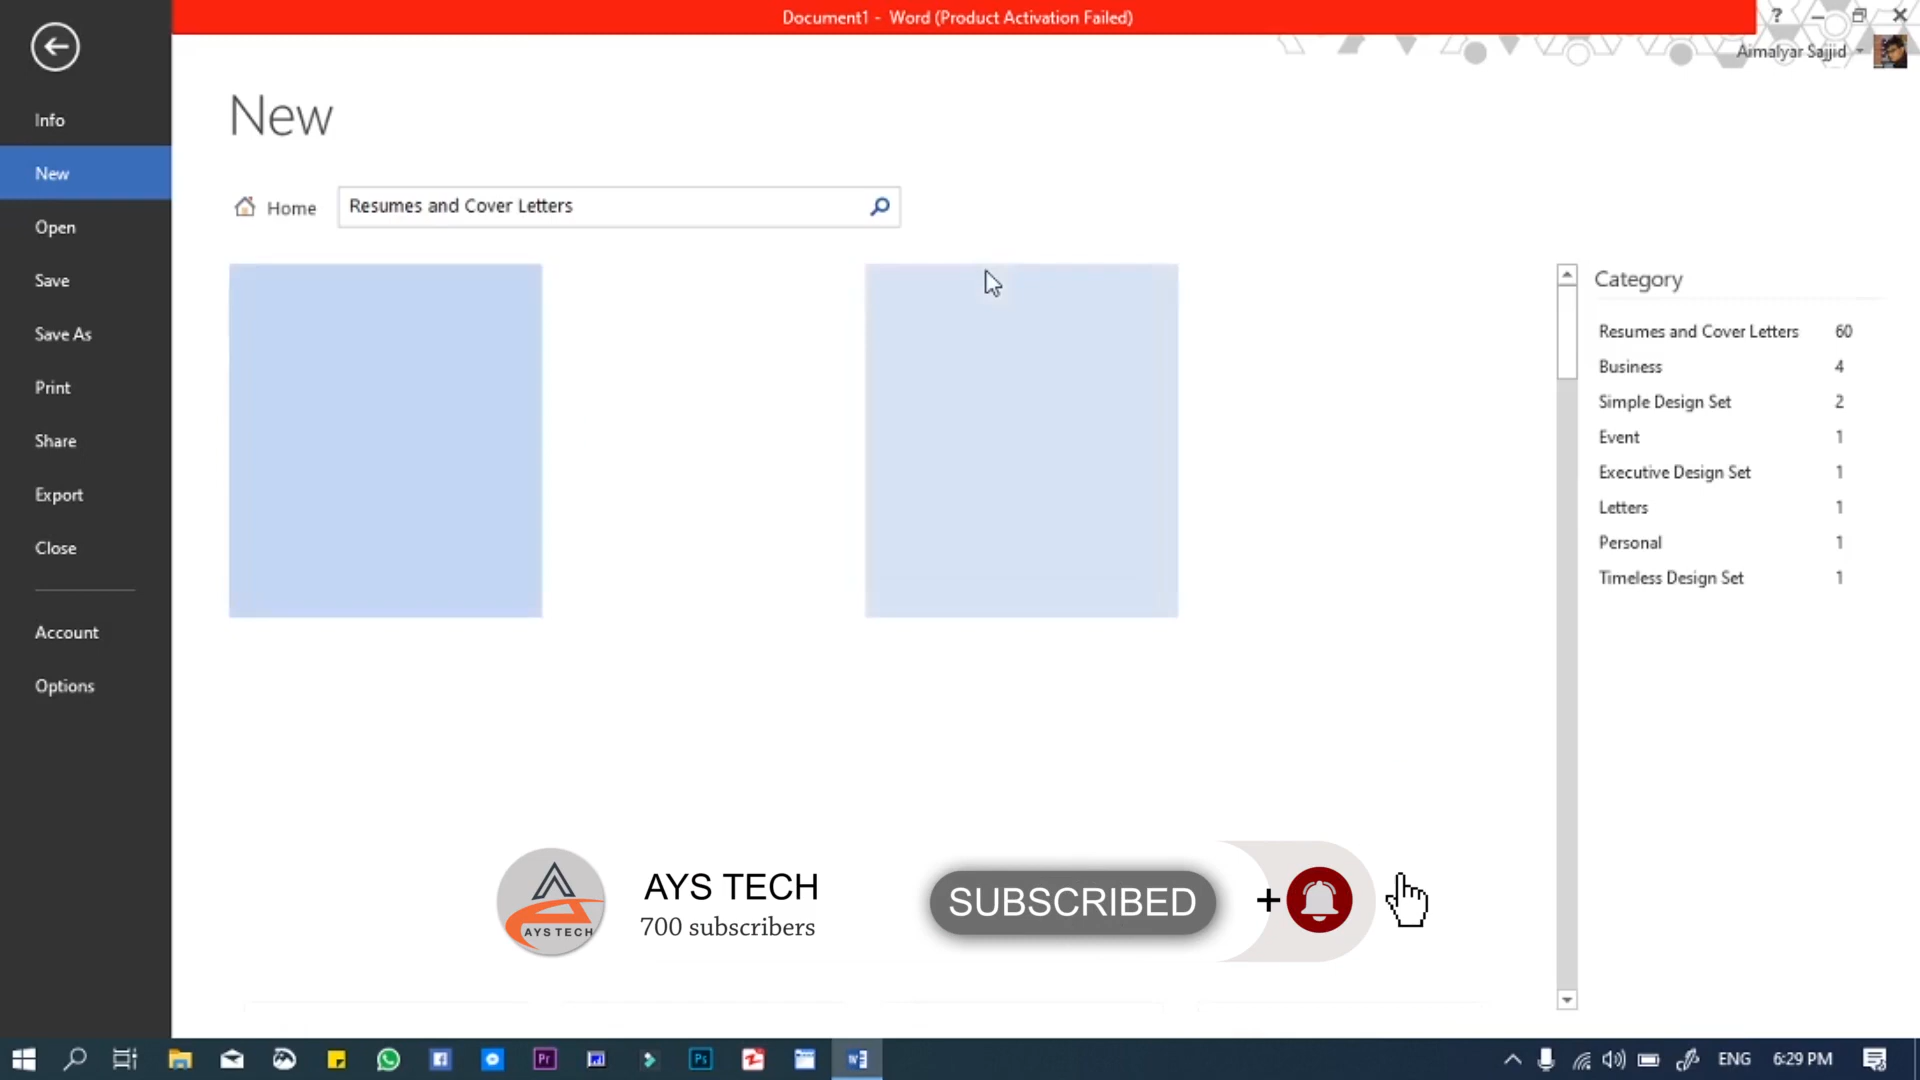 Document1 - Word (Product Activation Failed)
?
Aimalyar Sajjid
Info
New
Open
Save
Save As
Print
Share
Export
Close
Account
Options
New
Home
Resumes and Cover Letters
Category
Resumes and Cover Letters 60
Business 4
Simple Design Set 2
Event 1
Executive Design Set 1
Letters 1
Personal 1
Timeless Design Set 1
AYS TECH
AYS TECH
700 subscribers
SUBSCRIBED
+
Pr
Ps
ENG
6:29 PM